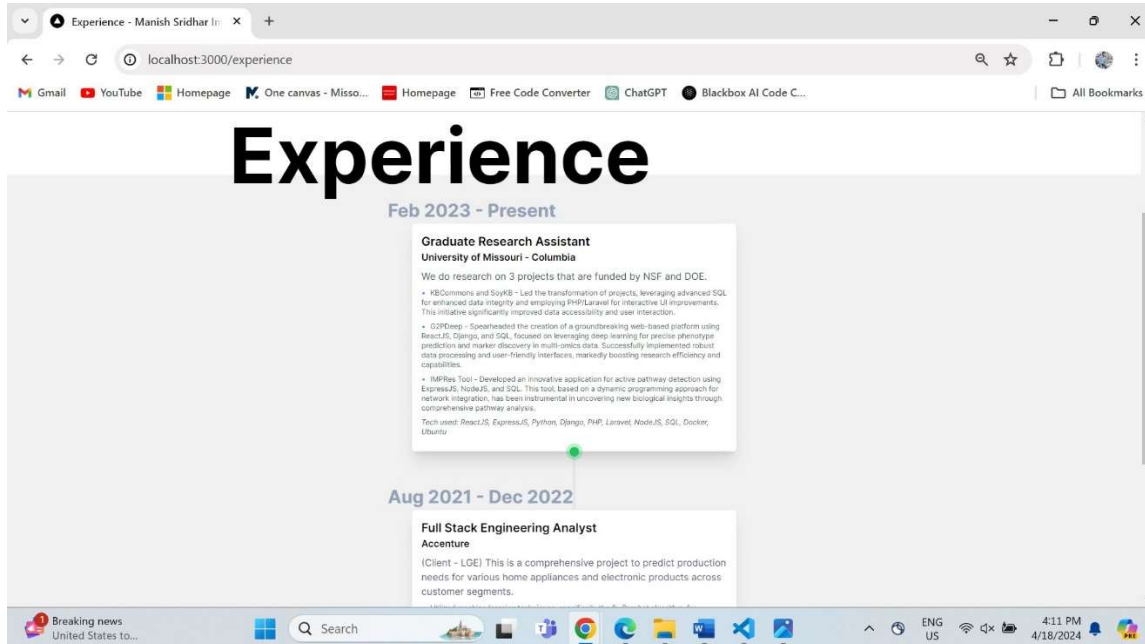 Experience - Manish Sridhar Im
localhost:3000/experience
Gmail YouTube Homepage One canvas - Misso... Homepage Free Code Converter ChatGPT Blackbox AI Code C... All Bookmarks
Experience
Feb 2023 - Present
Graduate Research Assistant
University of Missouri - Columbia
We do research on 3 projects that are funded by NSF and DOE.
• KBCommons and SoyKB - Led the transformation of projects, leveraging advanced SQL
for enhanced data integrity and employing PHP/Laravel for interactive UI improvements.
This initiative significantly improved data accessibility and user interaction.
• G2PDeep - Spearheaded the creation of a groundbreaking web-based platform using
ReactJS, Django, and SQL, focused on leveraging deep learning for precise phenotype
prediction and marker discovery in multi-omics data. Successfully implemented robust
data processing and user-friendly interfaces, markedly boosting research efficiency and
capabilities.
• IMPRes Tool - Developed an innovative application for active pathway detection using
ExpressJS, NodeJS, and SQL. This tool, based on a dynamic programming approach for
network integration, has been instrumental in uncovering new biological insights through
comprehensive pathway analysis.
Tech used: ReactJS, ExpressJS, Python, Django, PHP, Laravel, NodeJS, SQL, Docker,
Ubuntu
Aug 2021 - Dec 2022
Full Stack Engineering Analyst
Accenture
(Client - LGE) This is a comprehensive project to predict production
needs for various home appliances and electronic products across
customer segments.
1
Breaking news
United States to...
Search
ENG
US
4:11 PM
4/18/2024